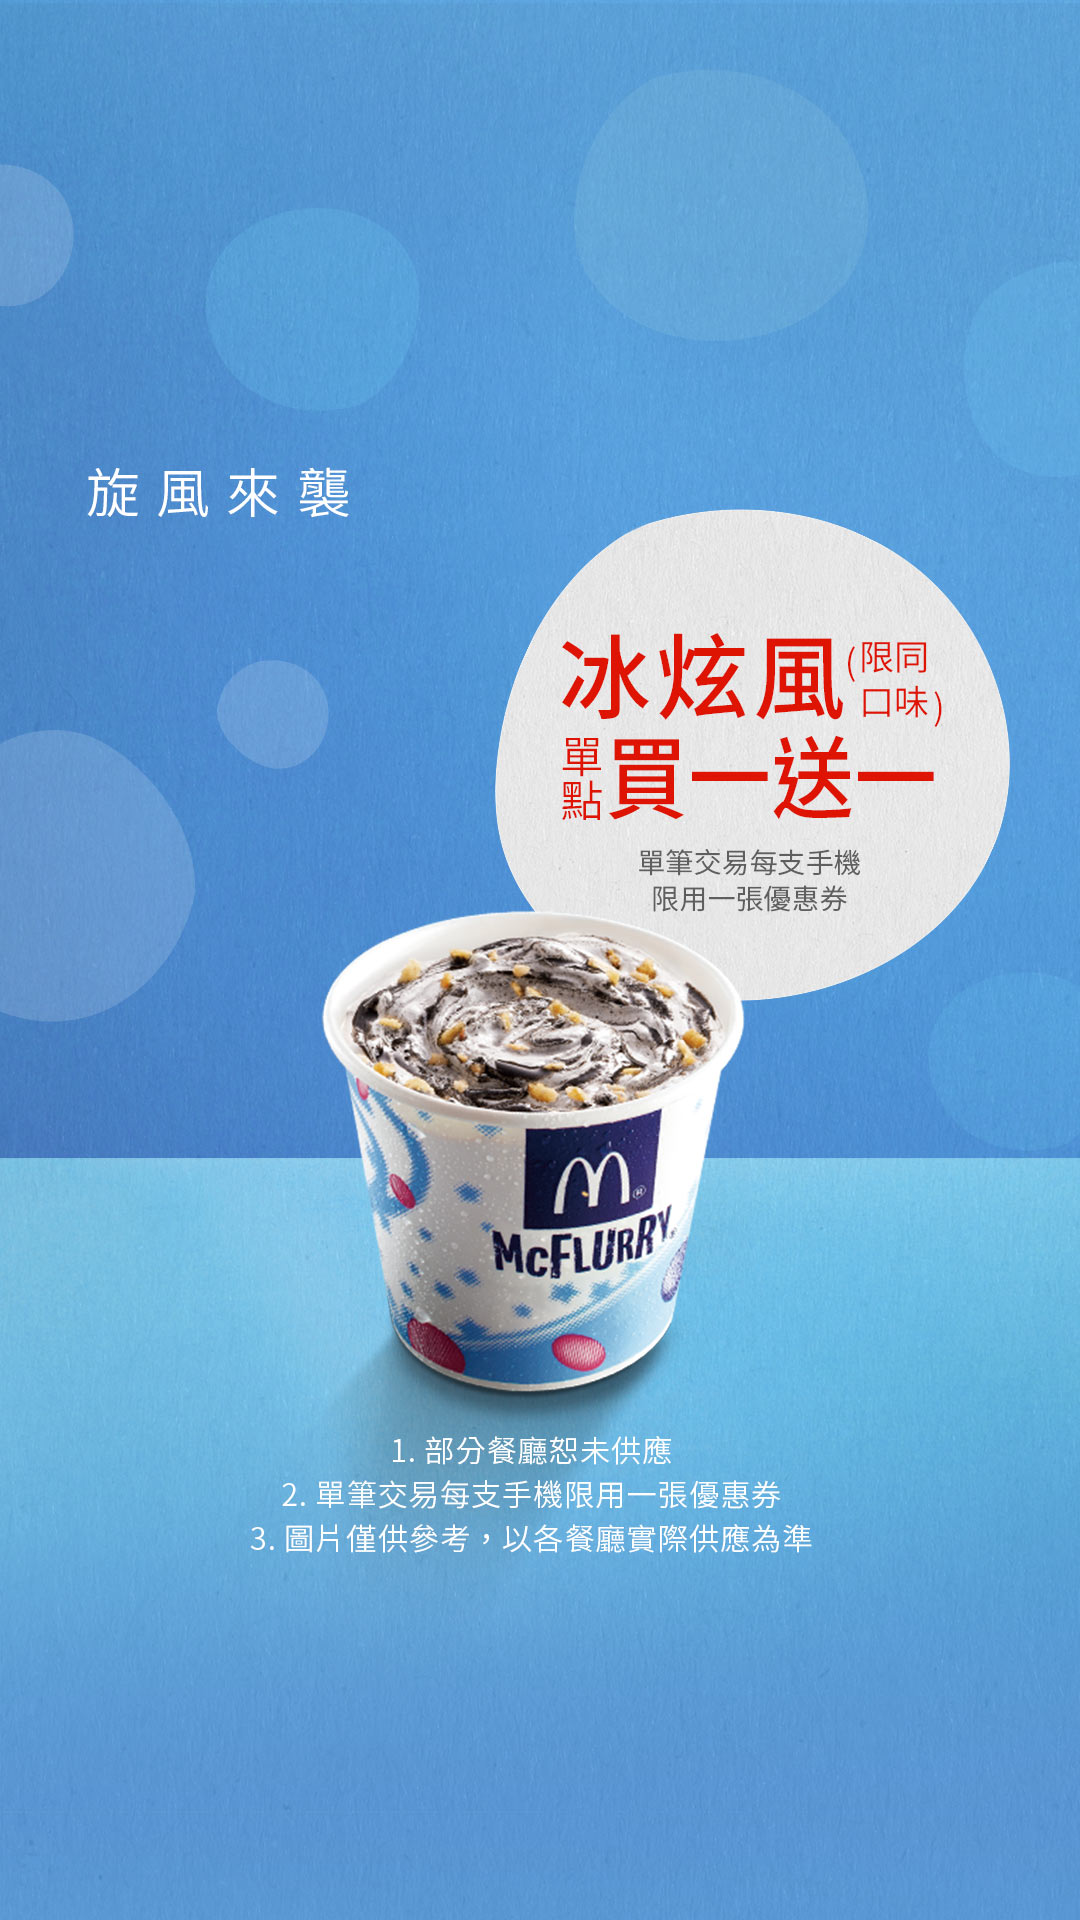 旋風來襲
冰炫風(限同
口味)
單點買一送一
單筆交易每支手機
限用一張優惠券
McFLURRY
1. 部分餐廳恕未供應
2. 單筆交易每支手機限用一張優惠券
3. 圖片僅供參考，以各餐廳實際供應為準